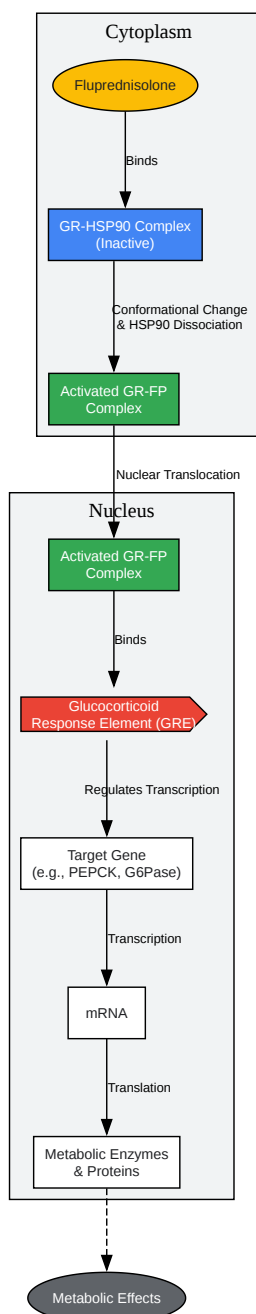 Cytoplasm
Fluprednisolone
Binds
GR-HSP90 Complex
(Inactive)
Conformational Change
& HSP90 Dissociation
Activated GR-FP
Complex
Nuclear Translocation
Nucleus
Activated GR-FP
Complex
Binds
Glucocorticoid
Response Element (GRE)
Regulates Transcription
Target Gene
(e.g., PEPCK, G6Pase)
Transcription
mRNA
Translation
Metabolic Enzymes
& Proteins
Metabolic Effects